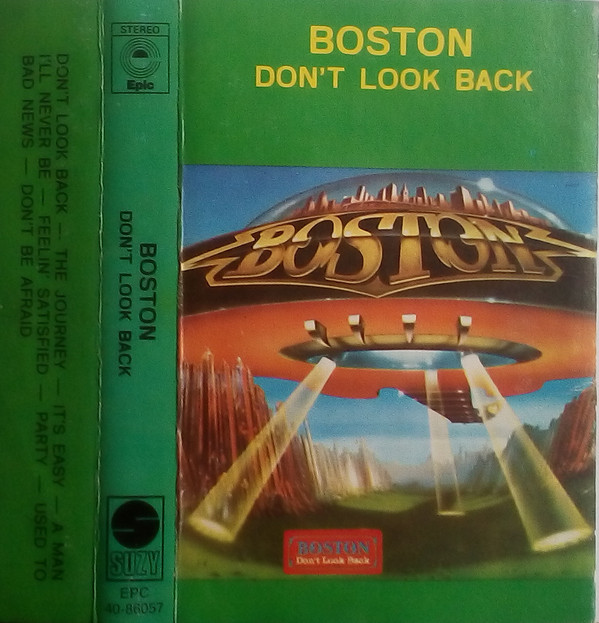 BOSTON
DON'T LOOK BACK
BOSTON
BOSTON
Don't Look Back
STEREO
Epic
BOSTON
DON'T LOOK BACK
SUZY
EPC
40-86057
DON'T LOOK BACK — THE JOURNEY — IT'S EASY — A MAN
I'LL NEVER BE — FEELIN' SATISFIED — PARTY — USED TO
BAD NEWS — DON'T BE AFRAID